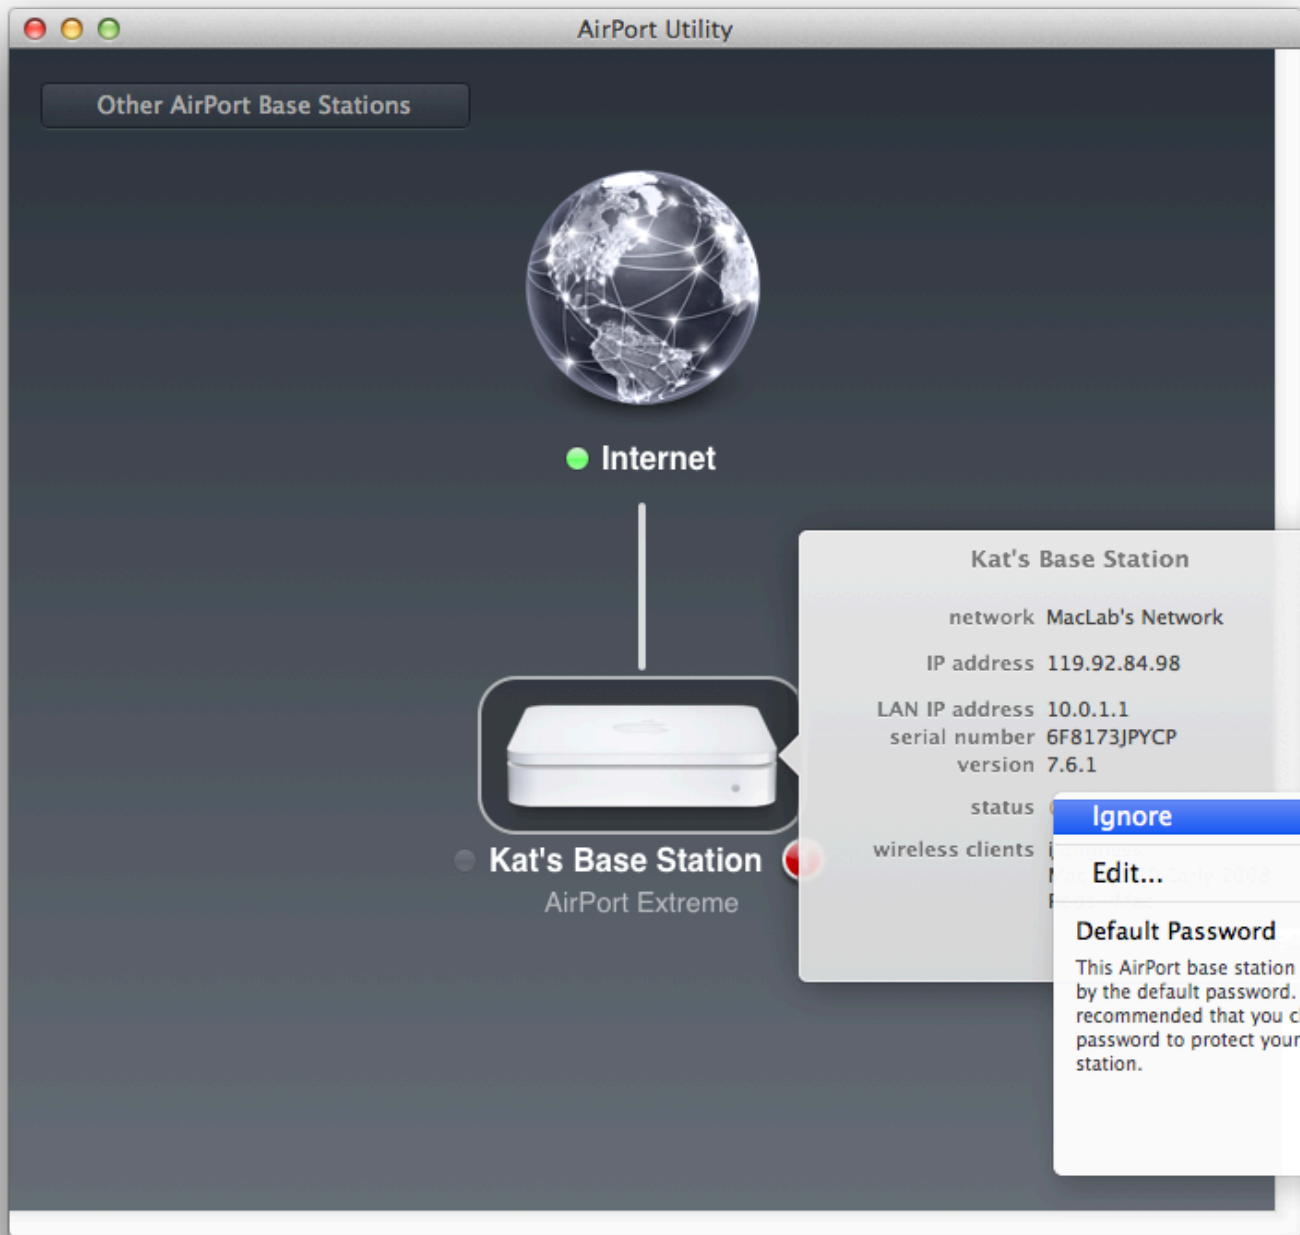 AirPort Utility
Other AirPort Base Stations
Internet
Kat's Base Station
network MacLab's Network
IP address 119.92.84.98
LAN IP address 10.0.1.1
serial number 6F8173JPYCP
version 7.6.1
status
wireless clients
Ignore
Edit...
Default Password
This AirPort base station
by the default password.
recommended that you
password to protect your
station.
Kat's Base Station
AirPort Extreme